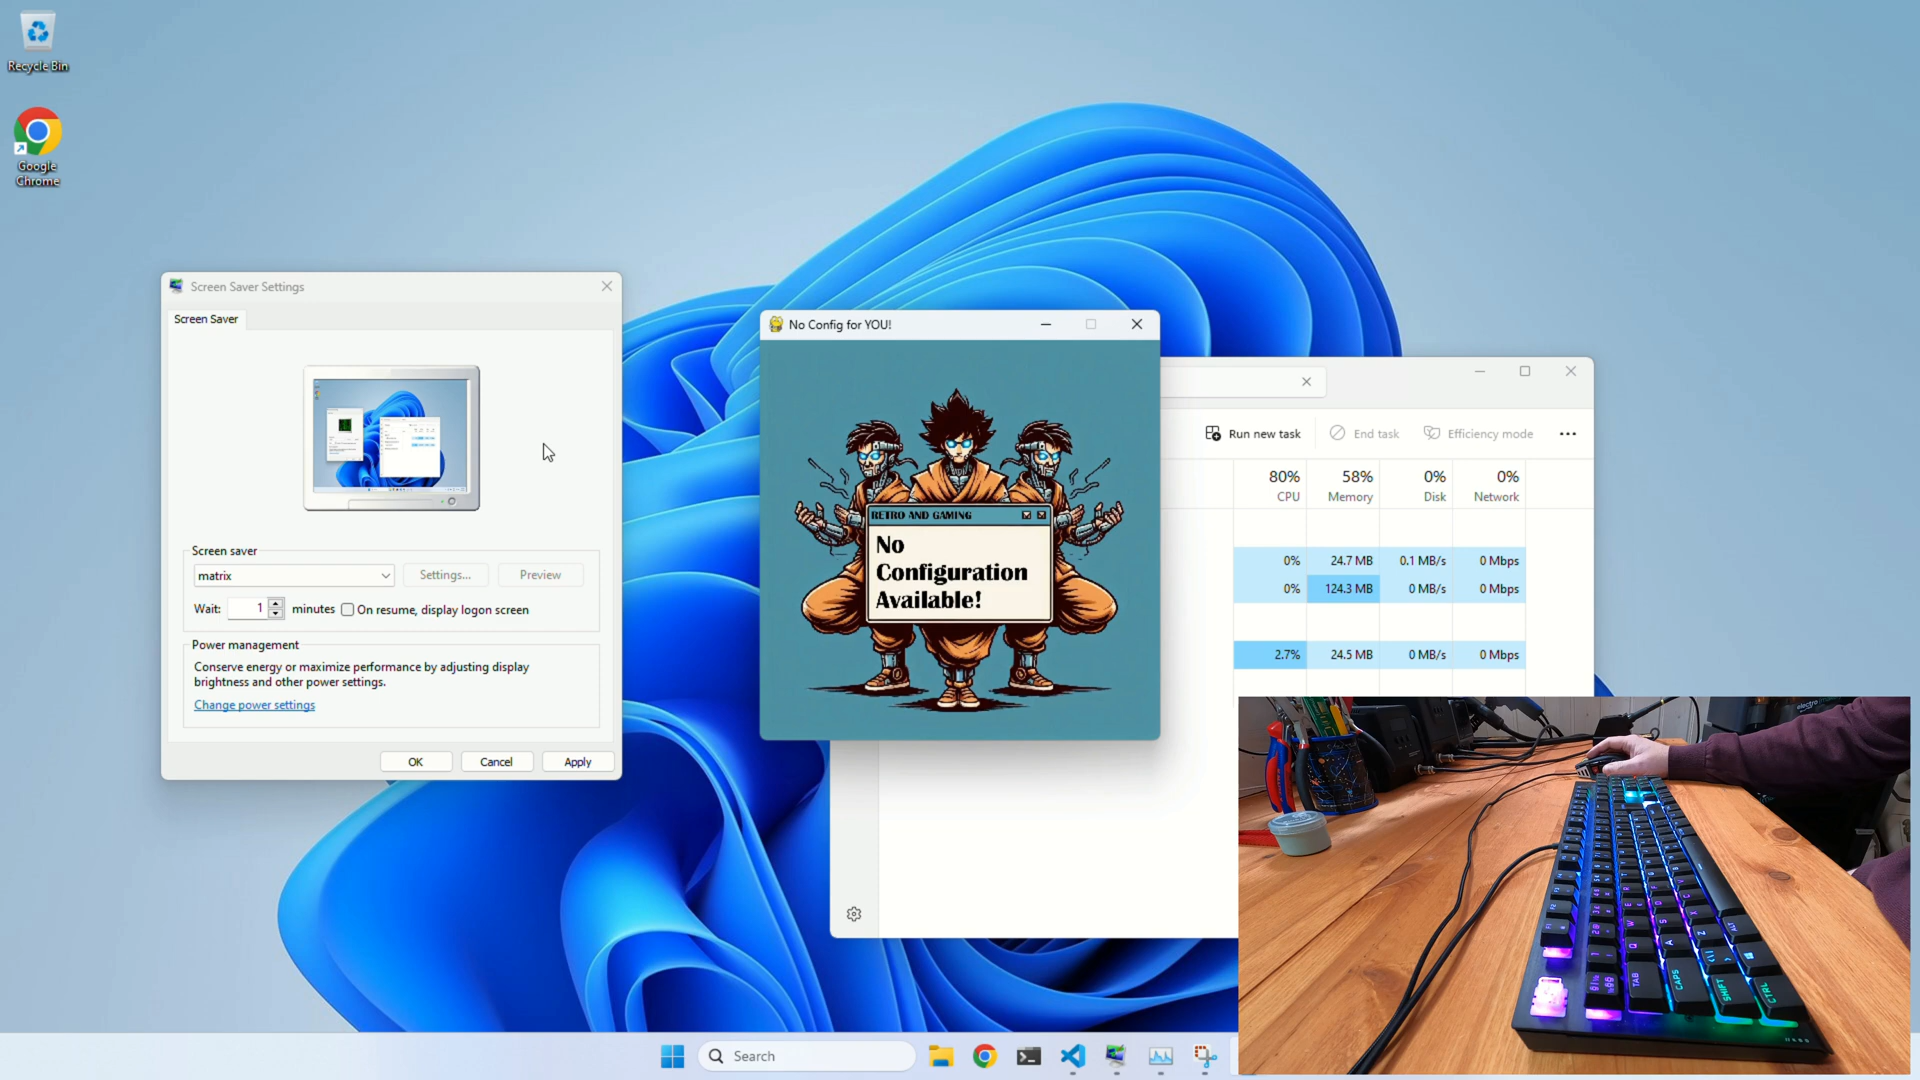 Recycle Bin
Google
Chrome
Screen Saver Settings
Screen Saver
Screen saver
matrix
Settings...
Preview
Wait:
1
minutes
On resume, display logon screen
Power management
Conserve energy or maximize performance by adjusting display
brightness and other power settings.
Change power settings
OK
Cancel
Apply
No Config for YOU!
RETRO AND GAMING
No
Configuration
Available!
Run new task
End task
Efficiency mode
80% 58% 0% 0%
CPU Memory Disk Network
0% 24.7 MB 0.1 MB/s 0 Mbps
0% 124.3 MB 0 MB/s 0 Mbps
2.7% 24.5 MB 0 MB/s 0 Mbps
Search
TAB
CAPS
SHIFT
CTRL
Q
W
A
Z
ALT